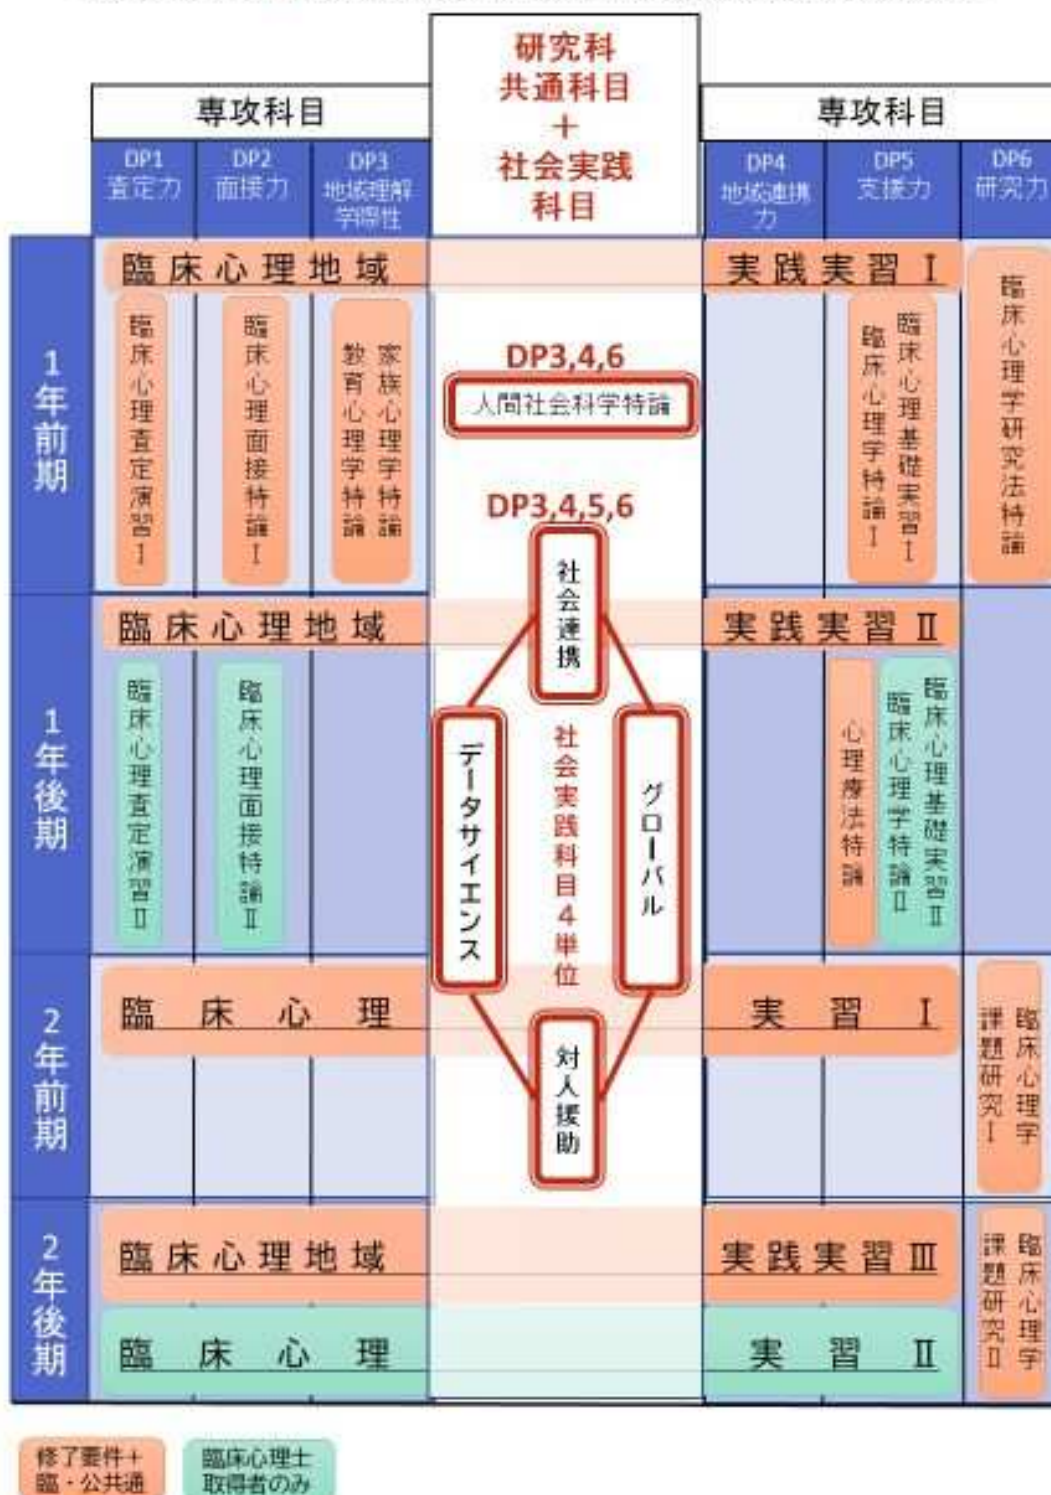 研究科
共通科目
＋
社会実践
科目
専攻科目
専攻科目
DP1
査定力
DP2
面接力
DP3
地域理解
学際性
DP4
地域連携
力
DP5
支援力
DP6
研究力
1年前期
臨床心理地域 実践実習Ⅰ
臨床心理査定演習Ⅰ
臨床心理面接特論Ⅰ
家族心理学特論
教育心理学特論
DP3,4,6
人間社会科学特論
臨床心理基礎実習Ⅰ
臨床心理学特論Ⅰ
臨床心理学研究法特論
DP3,4,5,6
社会連携
データサイエンス
社会実践科目4単位
グローバル
対人援助
1年後期
臨床心理地域 実践実習Ⅱ
臨床心理査定演習Ⅱ
臨床心理面接特論Ⅱ
心理療法特論
臨床心理基礎実習Ⅱ
臨床心理学特論Ⅱ
2年前期
臨床心理 実習Ⅰ
臨床心理学
課題研究Ⅰ
2年後期
臨床心理地域 実践実習Ⅲ
臨床心理 実習Ⅱ
臨床心理学
課題研究Ⅱ
修了要件＋
臨・公共通
臨床心理士
取得者のみ